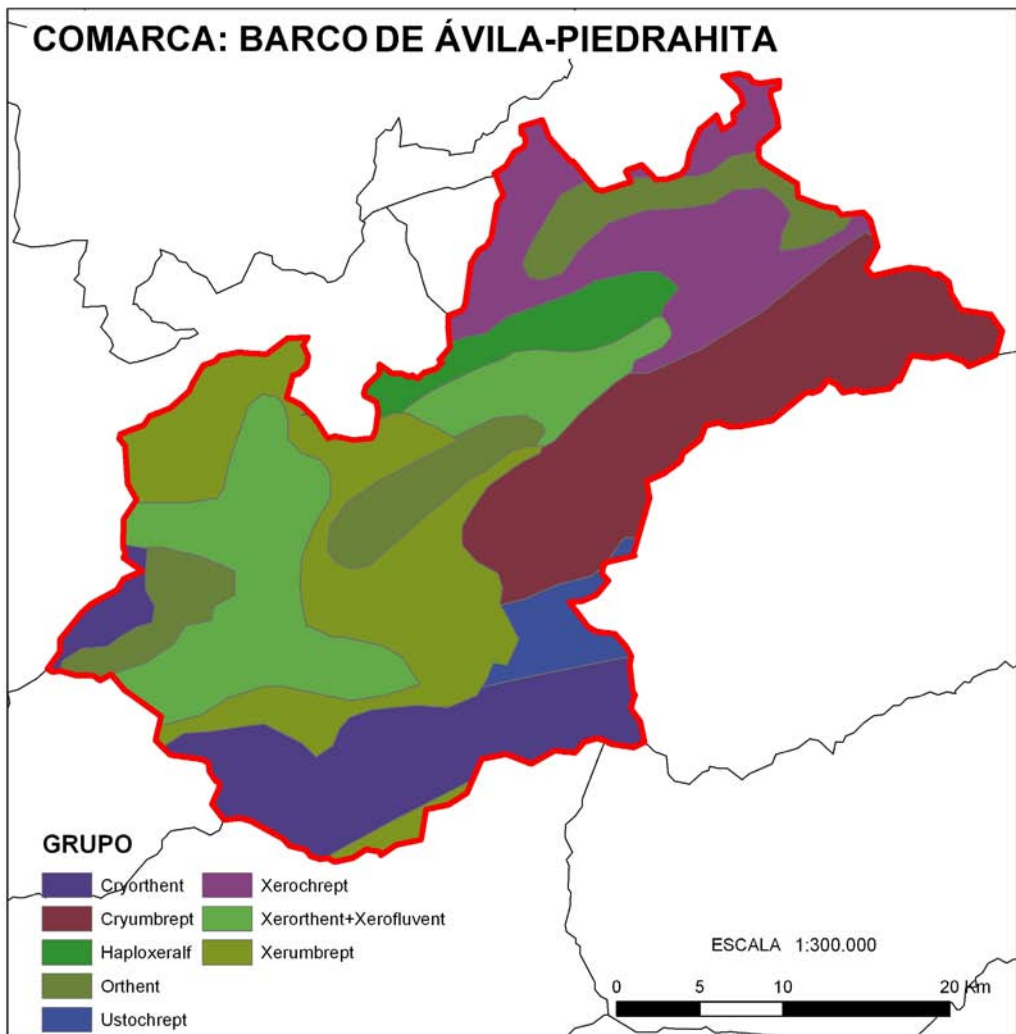 COMARCA: BARCO DE ÁVILA-PIEDRAHITA
GRUPO
Cryorthent
Cryumbrept
Haploxeralf
Orthent
Ustochrept
Xerochrept
Xerorthent+Xerofluvent
Xerumbrept
ESCALA 1:300.000
0 5 10 20 Km